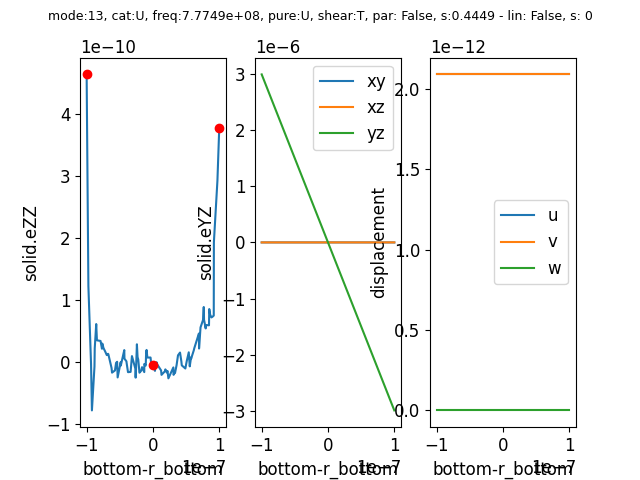 mode:13, cat:U, freq:7.7749e+08, pure:U, shear:T, par: False, s:0.4449 - lin: False, s: 0
1e−10
4
3
2
1
0
−1
solid.eZZ
−1 0 1
bottom-r_bottom
1e−7
1e−6
3
2
1
0
−1
−2
−3
solid.eYZ
xy
xz
yz
−1 0 1
bottom-r_bottom
1e−7
1e−12
2.0
1.5
1.0
0.5
0.0
displacement
u
v
w
−1 0 1
bottom-r_bottom
1e−7